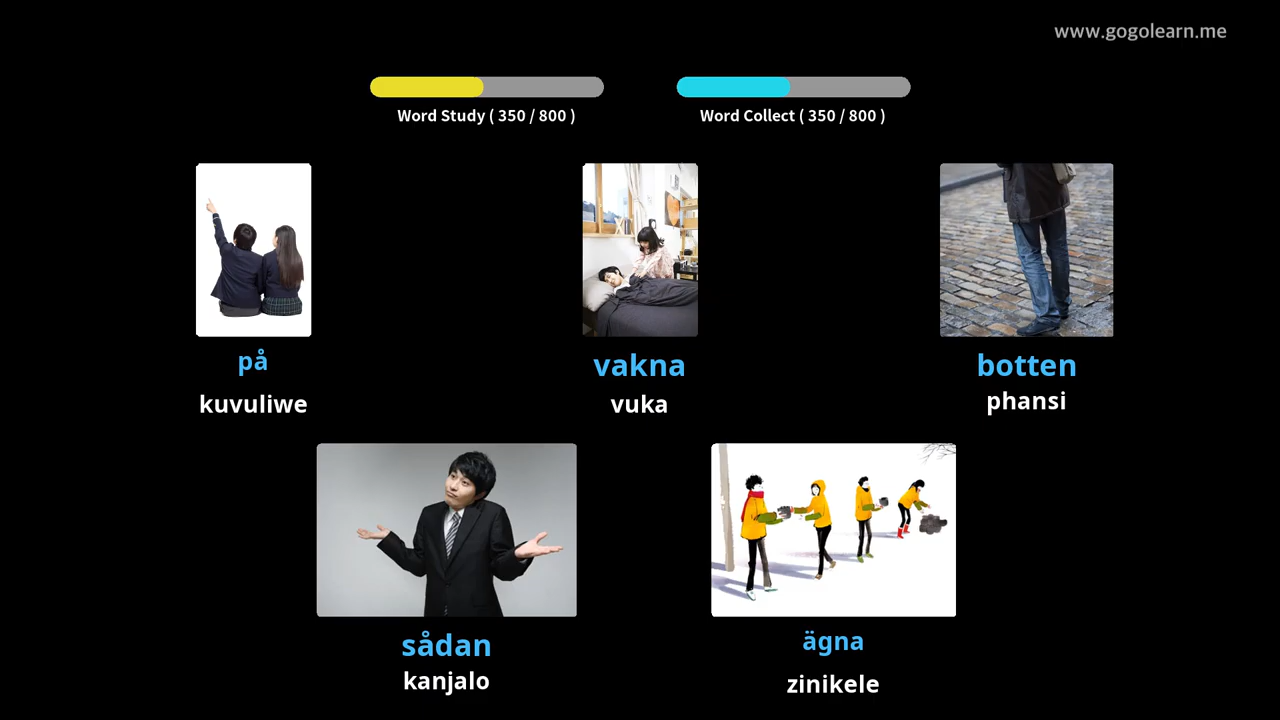 www.gogolearn.me
Word Study ( 350 / 800 )
Word Collect ( 350 / 800 )
på
kuvuliwe
vakna
vuka
botten
phansi
sådan
kanjalo
ägna
zinikele